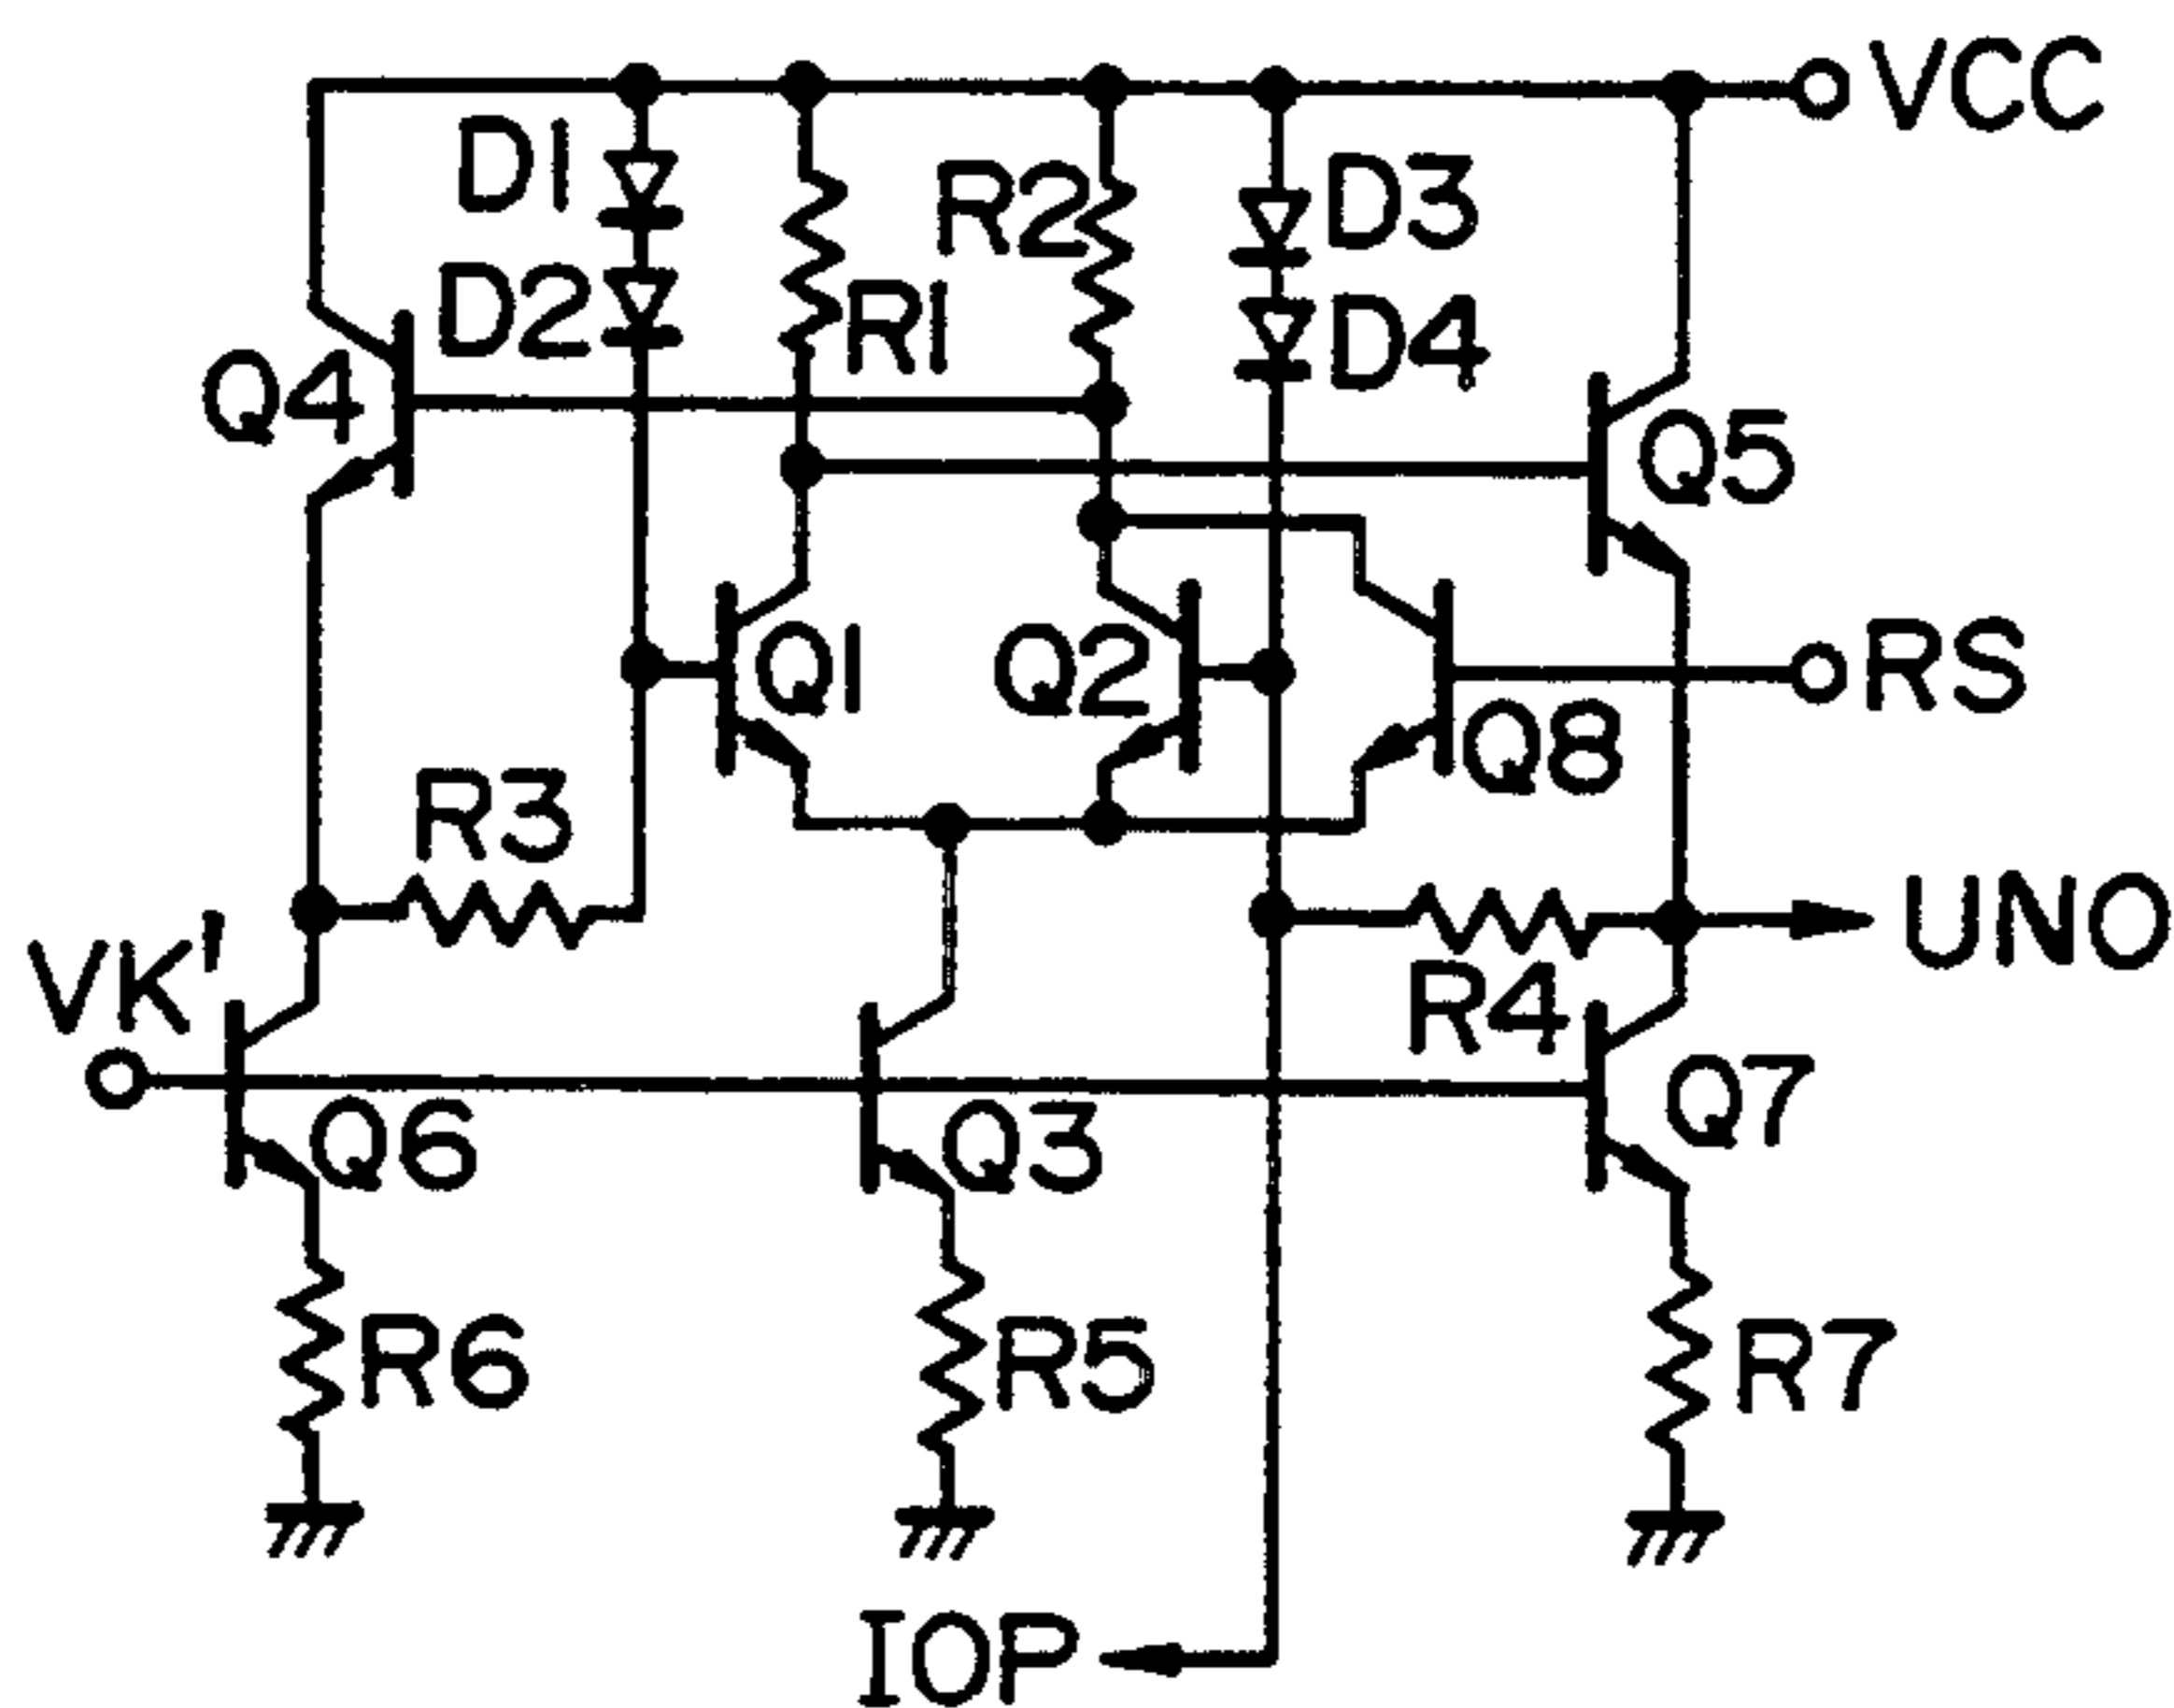 VCC
D1
R2
D3
D2
R1
D4
Q4
Q5
Q1
Q2
RS
Q8
R3
UNO
VK'
R4
Q6
Q3
Q7
R6
R5
R7
IOP